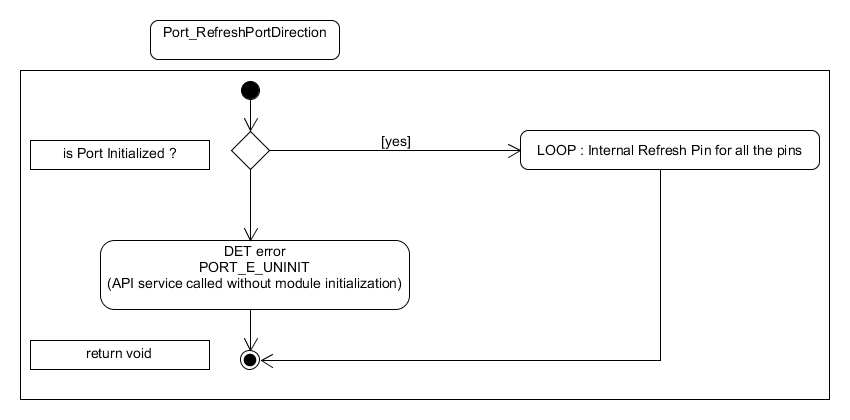 Port_RefreshPortDirection
[yes]
is Port Initialized ?
LOOP : Internal Refresh Pin for all the pins
DET error
PORT_E_UNINIT
(API service called without module initialization)
return void